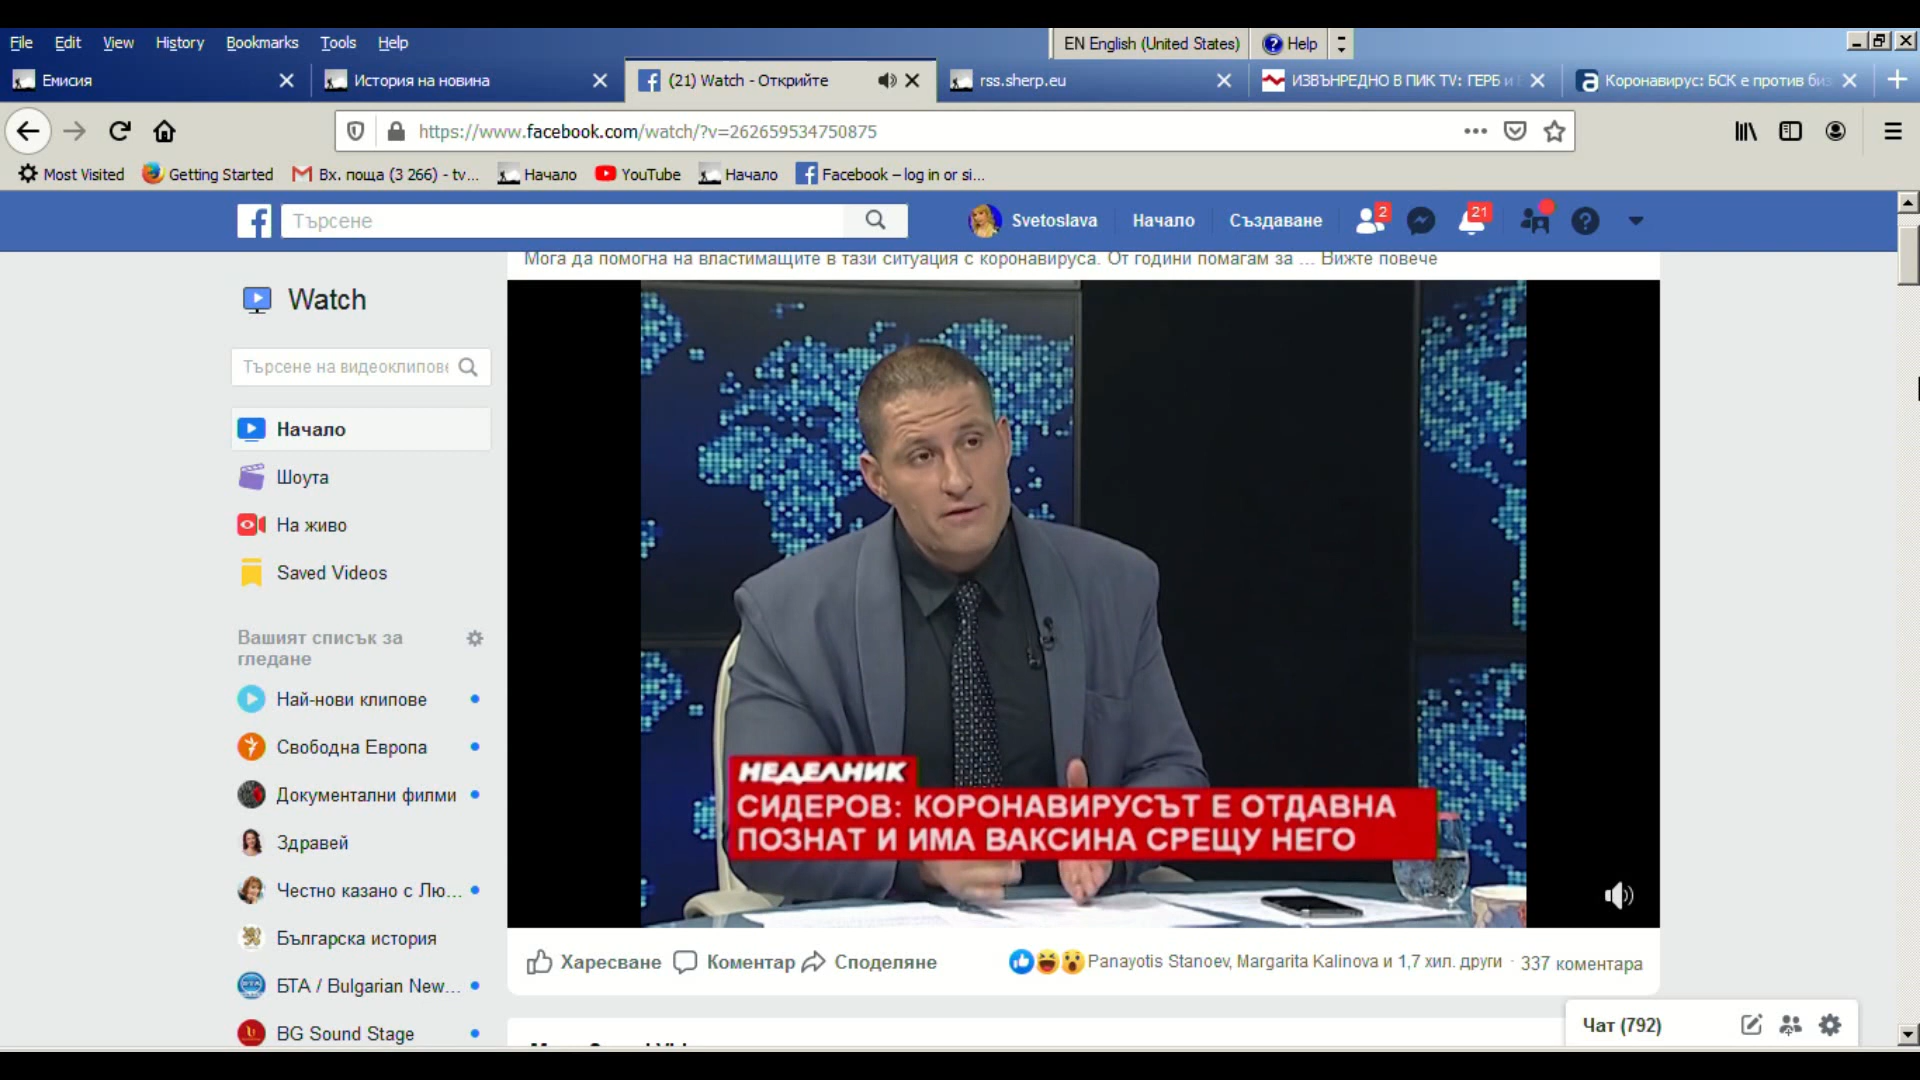 File Edit View History Bookmarks Tools Help
EN English (United States) Help
Емисия
История на новина
(21) Watch - Открийте
rss.sherp.eu
ИЗВЪНРЕДНО В ПИК TV: ГЕРБ и
Коронавирус: БСК е против биз
https://www.facebook.com/watch/?v=262659534750875
Most Visited Getting Started Вх. поща (3 266) - tv... Начало YouTube Начало Facebook – log in or si...
Търсене
Svetoslava Начало Създаване 2 21
Мога да помогна на властимащите в тази ситуация с коронавируса. От години помагам за ... Вижте повече
Watch
Търсене на видеоклипове
Начало
Шоута
На живо
Saved Videos
Вашият списък за
гледане
Най-нови клипове
Свободна Европа
Документални филми
Здравей
Честно казано с Лю...
Българска история
БТА / Bulgarian New...
BG Sound Stage
НЕДЕЛНИК
СИДЕРОВ: КОРОНАВИРУСЪТ Е ОТДАВНА
ПОЗНАТ И ИМА ВАКСИНА СРЕЩУ НЕГО
Харесване Коментар Споделяне
Panayotis Stanoev, Margarita Kalinova и 1,7 хил. други · 337 коментара
Чат (792)